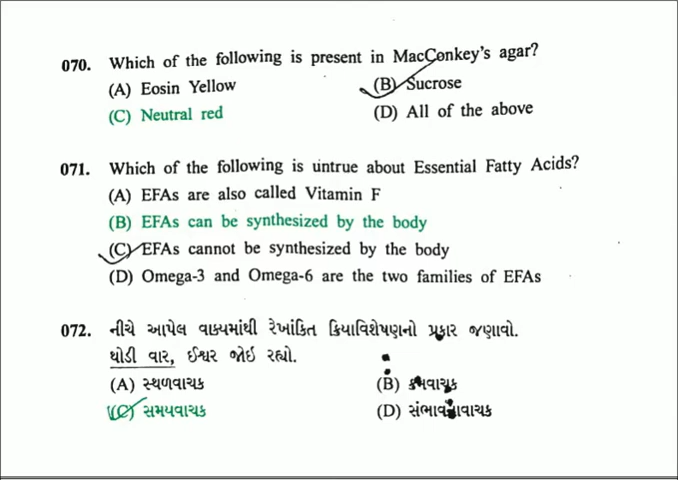 070. Which of the following is present in MacConkey's agar?
(A) Eosin Yellow (B) Sucrose
(C) Neutral red (D) All of the above
071. Which of the following is untrue about Essential Fatty Acids?
(A) EFAs are also called Vitamin F
(B) EFAs can be synthesized by the body
(C) EFAs cannot be synthesized by the body
(D) Omega-3 and Omega-6 are the two families of EFAs
072. નીચે આપેલ વાક્યમાંથી રેખાંકિત ક્રિયાવિશેષણનો પ્રકાર જણાવો.
થોડી વાર, ઈશ્વર જોઈ રહ્યો.
(A) સ્થળવાચક (B) ક્રમવાચક
(C) સમયવાચક (D)